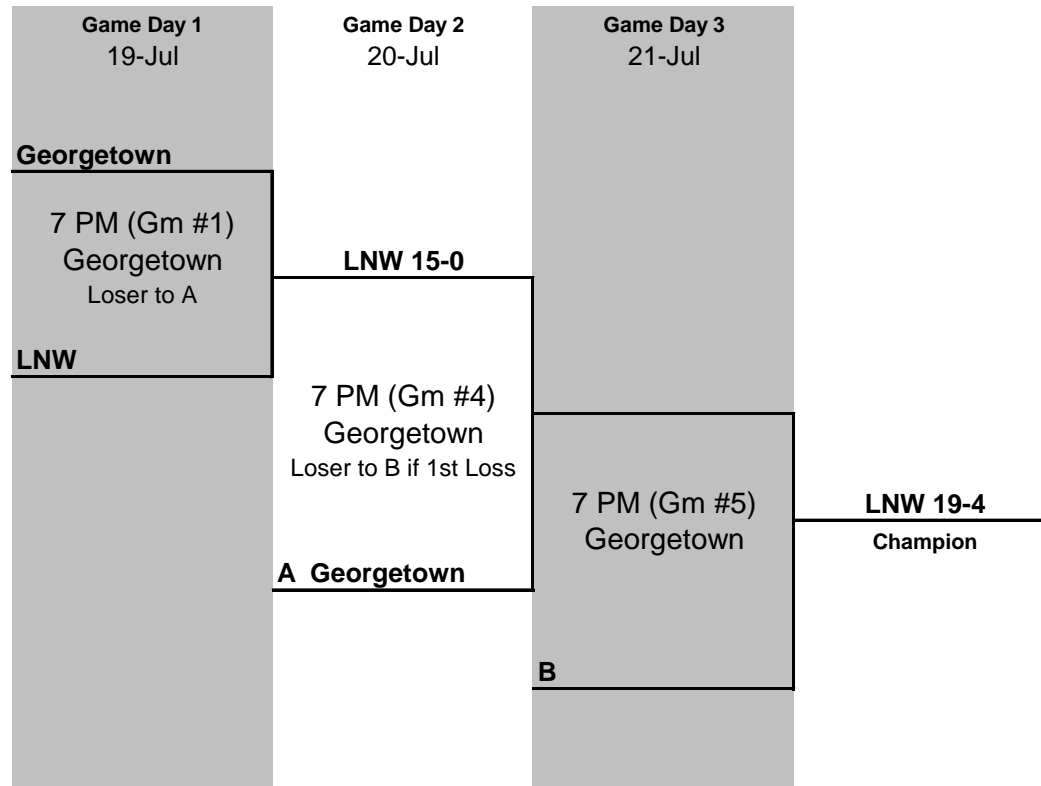 Game Day 1
19-Jul
Game Day 2
20-Jul
Game Day 3
21-Jul
Georgetown
7 PM (Gm #1)
Georgetown
Loser to A
LNW
LNW 15-0
7 PM (Gm #4)
Georgetown
Loser to B if 1st Loss
A Georgetown
7 PM (Gm #5)
Georgetown
B
LNW 19-4
Champion